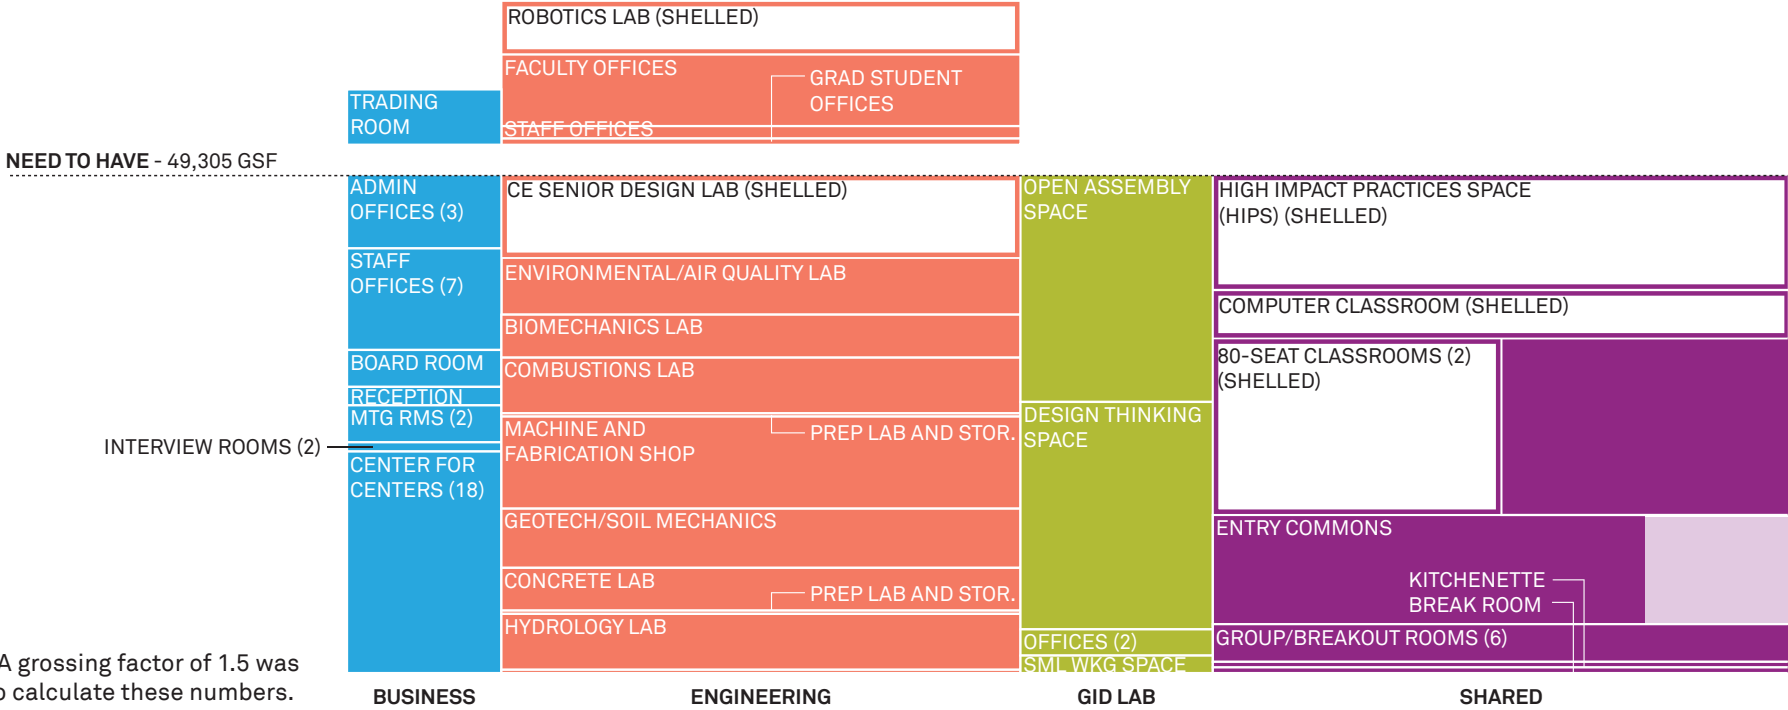 ROBOTICS LAB (SHELLED)
FACULTY OFFICES
GRAD STUDENT
OFFICES
STAFF OFFICES
TRADING
ROOM
NEED TO HAVE - 49,305 GSF
ADMIN
OFFICES (3)
STAFF
OFFICES (7)
BOARD ROOM
RECEPTION
MTG RMS (2)
INTERVIEW ROOMS (2)
CENTER FOR
CENTERS (18)
CE SENIOR DESIGN LAB (SHELLED)
ENVIRONMENTAL/AIR QUALITY LAB
BIOMECHANICS LAB
COMBUSTIONS LAB
PREP LAB AND STOR.
MACHINE AND
FABRICATION SHOP
GEOTECH/SOIL MECHANICS
CONCRETE LAB
PREP LAB AND STOR.
HYDROLOGY LAB
OPEN ASSEMBLY
SPACE
DESIGN THINKING
SPACE
OFFICES (2)
SML WKG SPACE
HIGH IMPACT PRACTICES SPACE
(HIPS) (SHELLED)
COMPUTER CLASSROOM (SHELLED)
80-SEAT CLASSROOMS (2)
(SHELLED)
ENTRY COMMONS
KITCHENETTE
BREAK ROOM
GROUP/BREAKOUT ROOMS (6)
A grossing factor of 1.5 was
calculate these numbers.
BUSINESS
ENGINEERING
GID LAB
SHARED